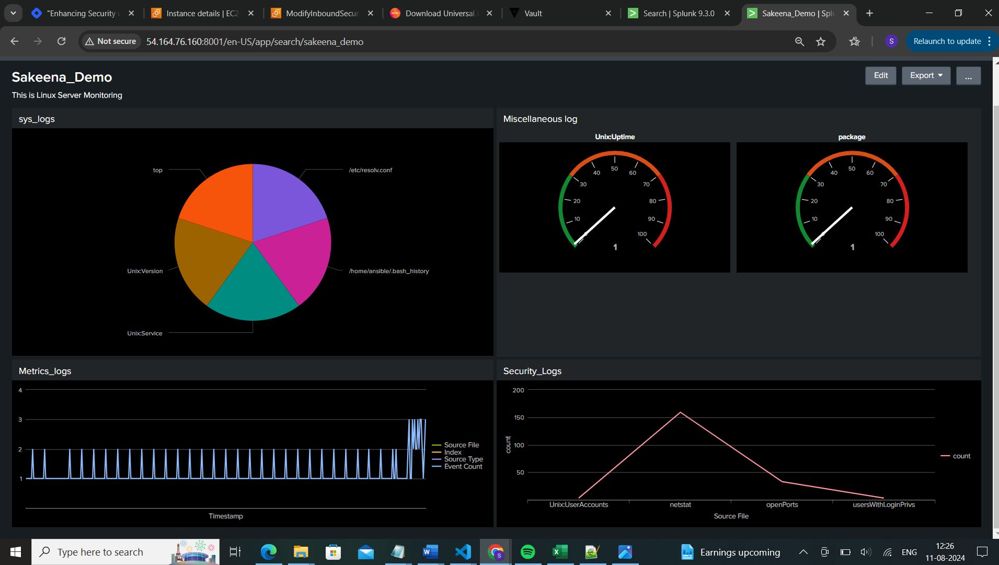 "Enhancing Security
Instance details | EC2
ModifyInboundSecur
Download Universal
Vault
Search | Splunk 9.3.0
Sakeena_Demo | Spl
Not secure
54.164.76.160:8001/en-US/app/search/sakeena_demo
S
Relaunch to update
Sakeena_Demo
Edit
Export
...
This is Linux Server Monitoring
sys_logs
top
/etc/resolv.conf
Unix:Version
/home/ansible/.bash_history
Unix:Service
Miscellaneous log
Unix:Uptime
10
20
30
40
50
60
70
80
90
100
1
package
10
20
30
40
50
60
70
80
90
100
1
Metrics_logs
4
3
2
1
Source File
Index
Source Type
Event Count
Timestamp
Security_Logs
200
150
100
50
count
count
Unix:UserAccounts
netstat
openPorts
usersWithLoginPrivs
Source File
Type here to search
Earnings upcoming
ENG
12:26
11-08-2024